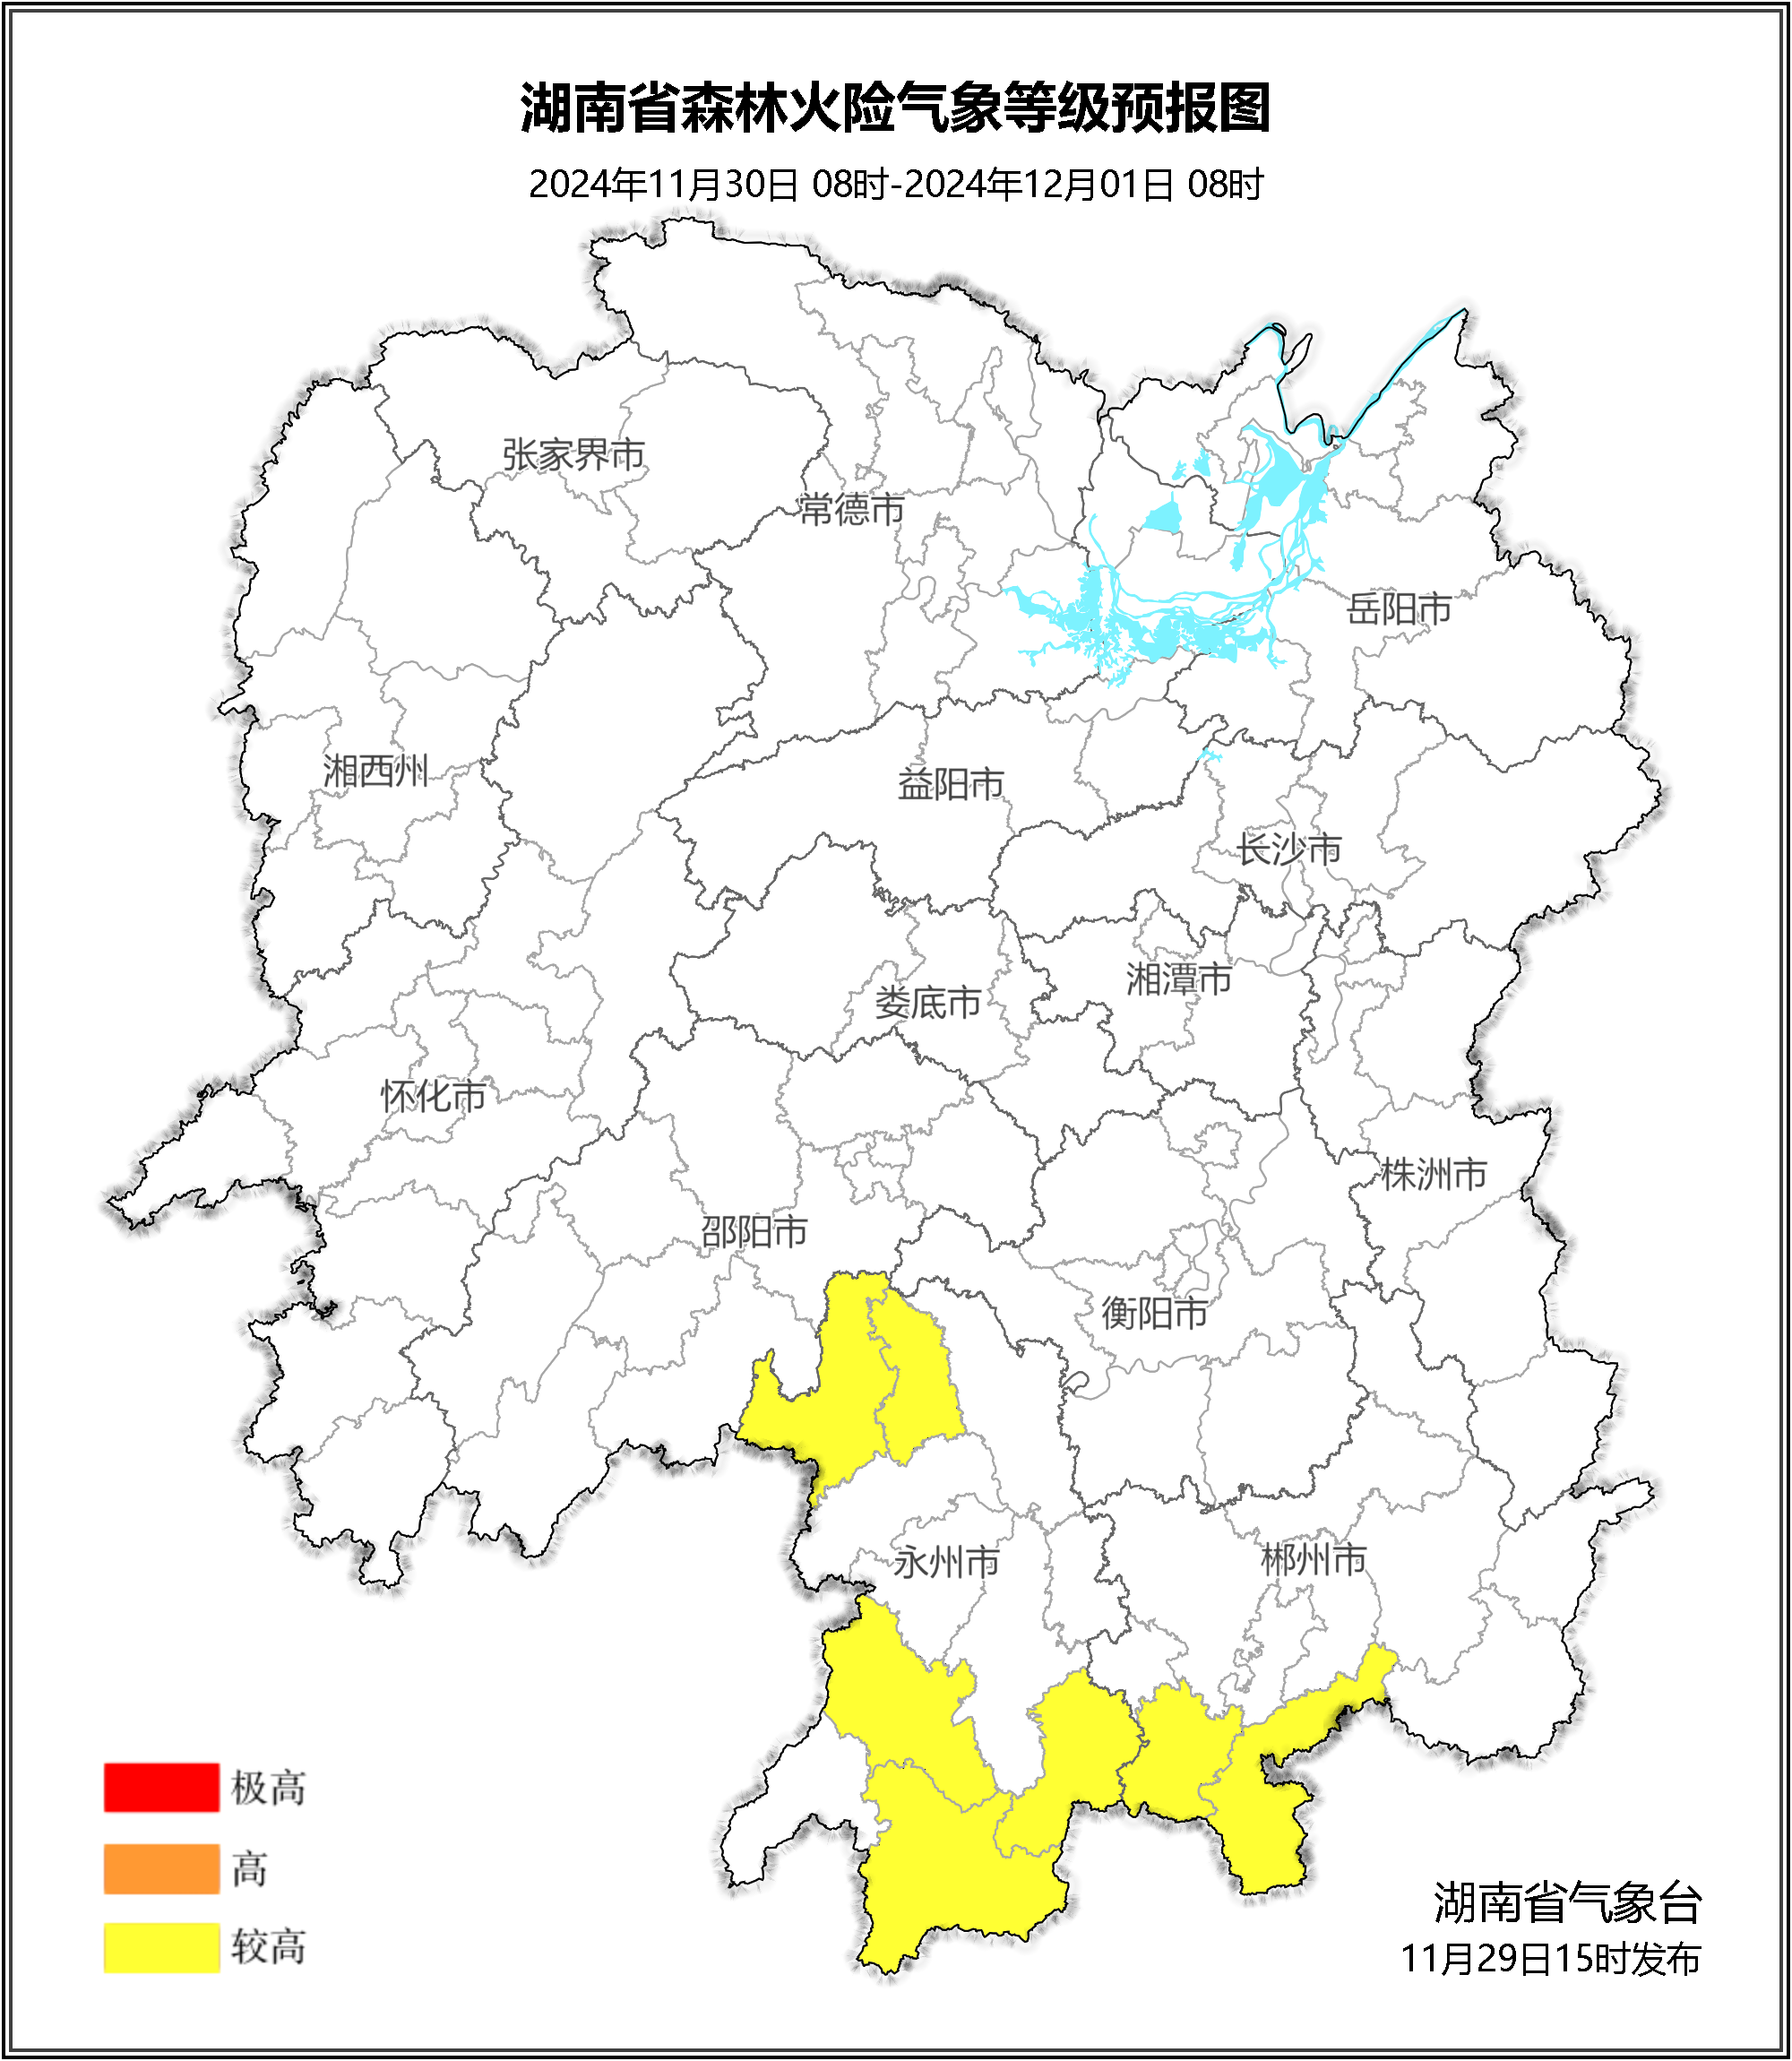 湖南省森林火险气象等级预报图
2024年11月30日 08时-2024年12月01日 08时
张家界市
常德市
岳阳市
湘西州
益阳市
长沙市
湘潭市
娄底市
怀化市
株洲市
邵阳市
衡阳市
永州市
郴州市
极高
高
较高
湖南省气象台
11月29日15时发布